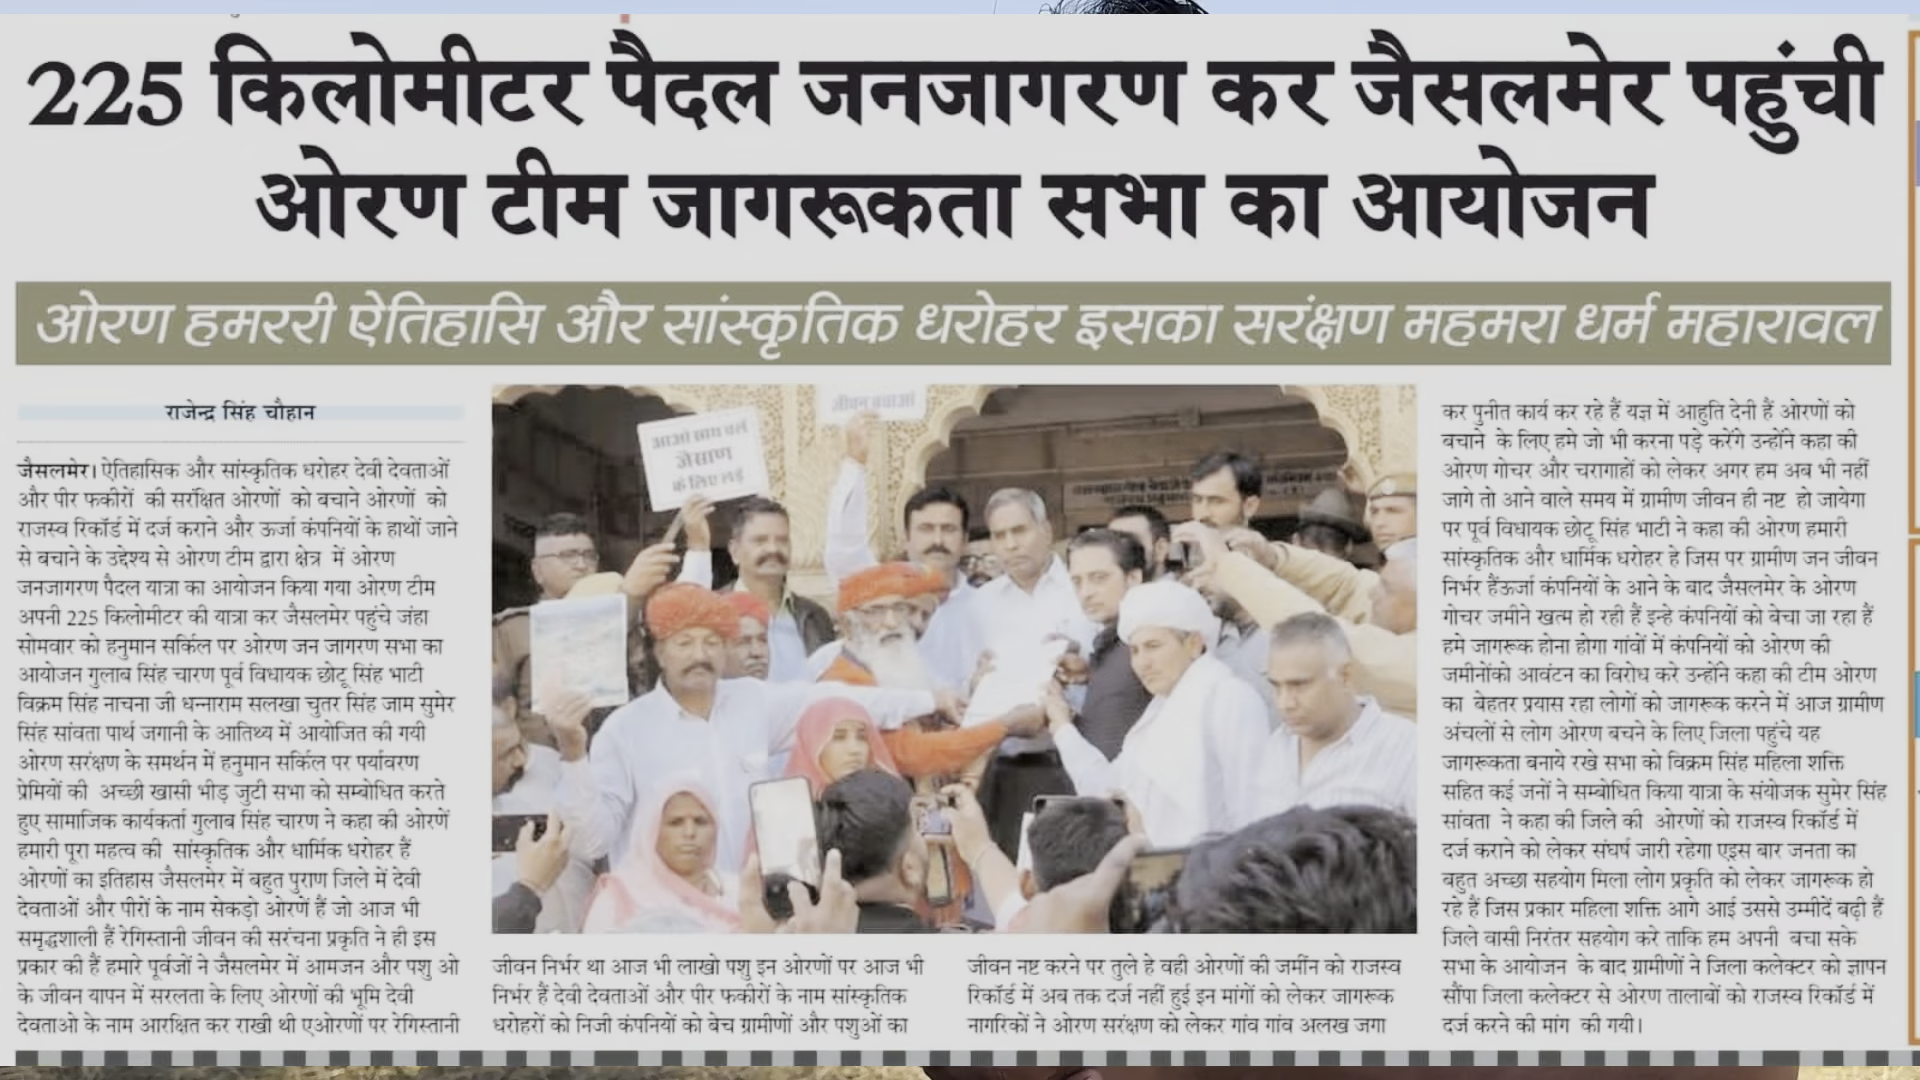 225 किलोमीटर पैदल जनजागरण कर जैसलमेर पहुंची
ओरण टीम जागरूकता सभा का आयोजन
ओरण हमररी ऐतिहासि और सांस्कृतिक धरोहर इसका सरंक्षण महमरा धर्म महारावल
राजेन्द्र सिंह चौहान
जैसलमेर। ऐतिहासिक और सांस्कृतिक धरोहर देवी देवताओं
और पीर फकीरों की सरंक्षित ओरणों को बचाने ओरणों को
राजस्व रिकॉर्ड में दर्ज कराने और ऊर्जा कंपनियों के हाथों जाने
से बचाने के उद्देश्य से ओरण टीम द्वारा क्षेत्र में ओरण
जनजागरण पैदल यात्रा का आयोजन किया गया ओरण टीम
अपनी 225 किलोमीटर की यात्रा कर जैसलमेर पहुंचे जंहा
सोमवार को हनुमान सर्किल पर ओरण जन जागरण सभा का
आयोजन गुलाब सिंह चारण पूर्व विधायक छोटू सिंह भाटी
विक्रम सिंह नाचना जी धन्नाराम सलखा चुतर सिंह जाम सुमेर
सिंह सांवता पार्थ जगानी के आतिथ्य में आयोजित की गयी
ओरण सरंक्षण के समर्थन में हनुमान सर्किल पर पर्यावरण
प्रेमियों की अच्छी खासी भीड़ जुटी सभा को सम्बोधित करते
हुए सामाजिक कार्यकर्ता गुलाब सिंह चारण ने कहा की ओरणें
हमारी पूरा महत्व की सांस्कृतिक और धार्मिक धरोहर हैं
ओरणों का इतिहास जैसलमेर में बहुत पुराण जिले में देवी
देवताओं और पीरों के नाम सेकड़ो ओरणें हैं जो आज भी
समृद्धशाली हैं रेगिस्तानी जीवन की सरंचना प्रकृति ने ही इस
प्रकार की हैं हमारे पूर्वजों ने जैसलमेर में आमजन और पशु ओ
के जीवन यापन में सरलता के लिए ओरणों की भूमि देवी
देवताओ के नाम आरक्षित कर राखी थी एओरणों पर रेगिस्तानी
आओ साथ चलें
जैसाण
के लिए लड़ें
जीवन बचाओ
जीवन निर्भर था आज भी लाखो पशु इन ओरणों पर आज भी
निर्भर हैं देवी देवताओं और पीर फकीरों के नाम सांस्कृतिक
धरोहरों को निजी कंपनियों को बेच ग्रामीणों और पशुओं का
जीवन नष्ट करने पर तुले हे वही ओरणों की जमींन को राजस्व
रिकॉर्ड में अब तक दर्ज नहीं हुई इन मांगों को लेकर जागरूक
नागरिकों ने ओरण सरंक्षण को लेकर गांव गांव अलख जगा
कर पुनीत कार्य कर रहे हैं यज्ञ में आहुति देनी हैं ओरणों को
बचाने के लिए हमे जो भी करना पड़े करेंगे उन्होंने कहा की
ओरण गोचर और चरागाहों को लेकर अगर हम अब भी नहीं
जागे तो आने वाले समय में ग्रामीण जीवन ही नष्ट हो जायेगा
पर पूर्व विधायक छोटू सिंह भाटी ने कहा की ओरण हमारी
सांस्कृतिक और धार्मिक धरोहर हे जिस पर ग्रामीण जन जीवन
निर्भर हैंऊर्जा कंपनियों के आने के बाद जैसलमेर के ओरण
गोचर जमीने खत्म हो रही हैं इन्हे कंपनियों को बेचा जा रहा हैं
हमे जागरूक होना होगा गांवों में कंपनियों को ओरण की
जमीनोंको आवंटन का विरोध करे उन्होंने कहा की टीम ओरण
का बेहतर प्रयास रहा लोगों को जागरूक करने में आज ग्रामीण
अंचलों से लोग ओरण बचने के लिए जिला पहुंचे यह
जागरूकता बनाये रखे सभा को विक्रम सिंह महिला शक्ति
सहित कई जनों ने सम्बोधित किया यात्रा के संयोजक सुमेर सिंह
सांवता ने कहा की जिले की ओरणों को राजस्व रिकॉर्ड में
दर्ज कराने को लेकर संघर्ष जारी रहेगा एइस बार जनता का
बहुत अच्छा सहयोग मिला लोग प्रकृति को लेकर जागरूक हो
रहे हैं जिस प्रकार महिला शक्ति आगे आई उससे उम्मीदें बढ़ी हैं
जिले वासी निरंतर सहयोग करे ताकि हम अपनी बचा सके
सभा के आयोजन के बाद ग्रामीणों ने जिला कलेक्टर को ज्ञापन
सौंपा जिला कलेक्टर से ओरण तालाबों को राजस्व रिकॉर्ड में
दर्ज करने की मांग की गयी।